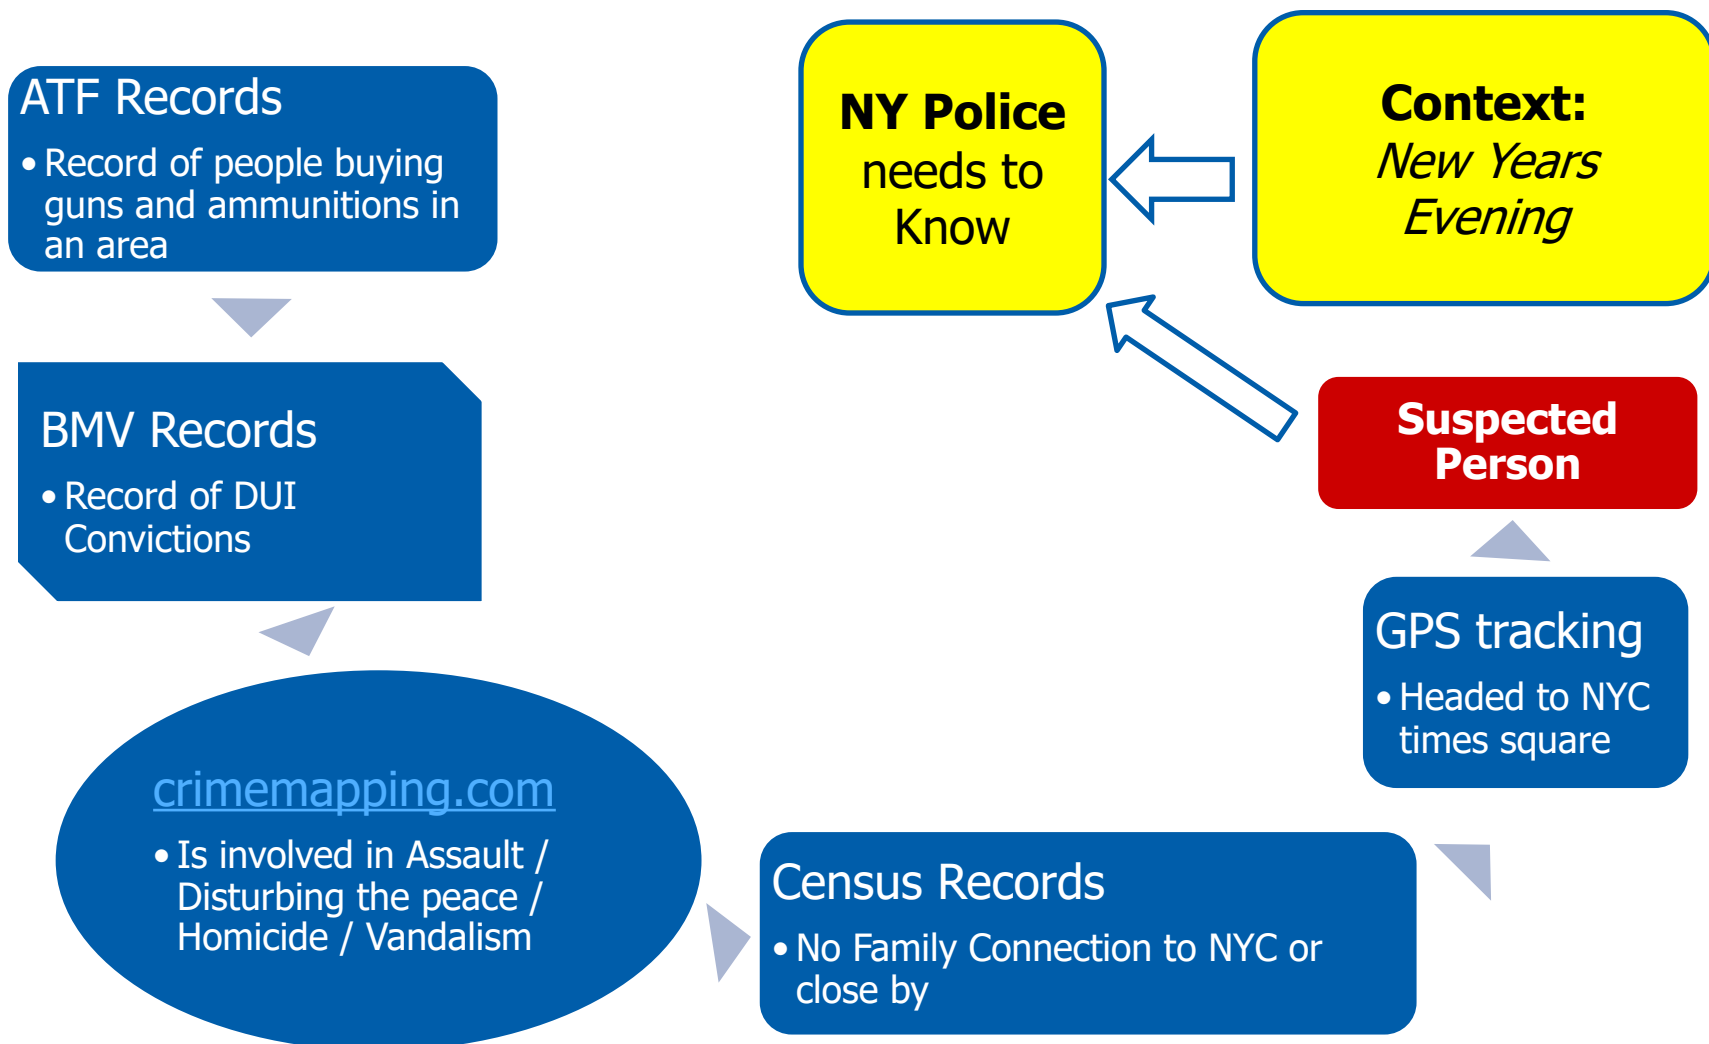 ATF Records
• Record of people buying
guns and ammunitions in
an area
BMV Records
• Record of DUI
Convictions
crimemapping.com
• Is involved in Assault /
Disturbing the peace /
Homicide / Vandalism
Census Records
• No Family Connection to NYC or
close by
GPS tracking
• Headed to NYC
times square
Suspected
Person
NY Police
needs to
Know
Context:
New Years
Evening